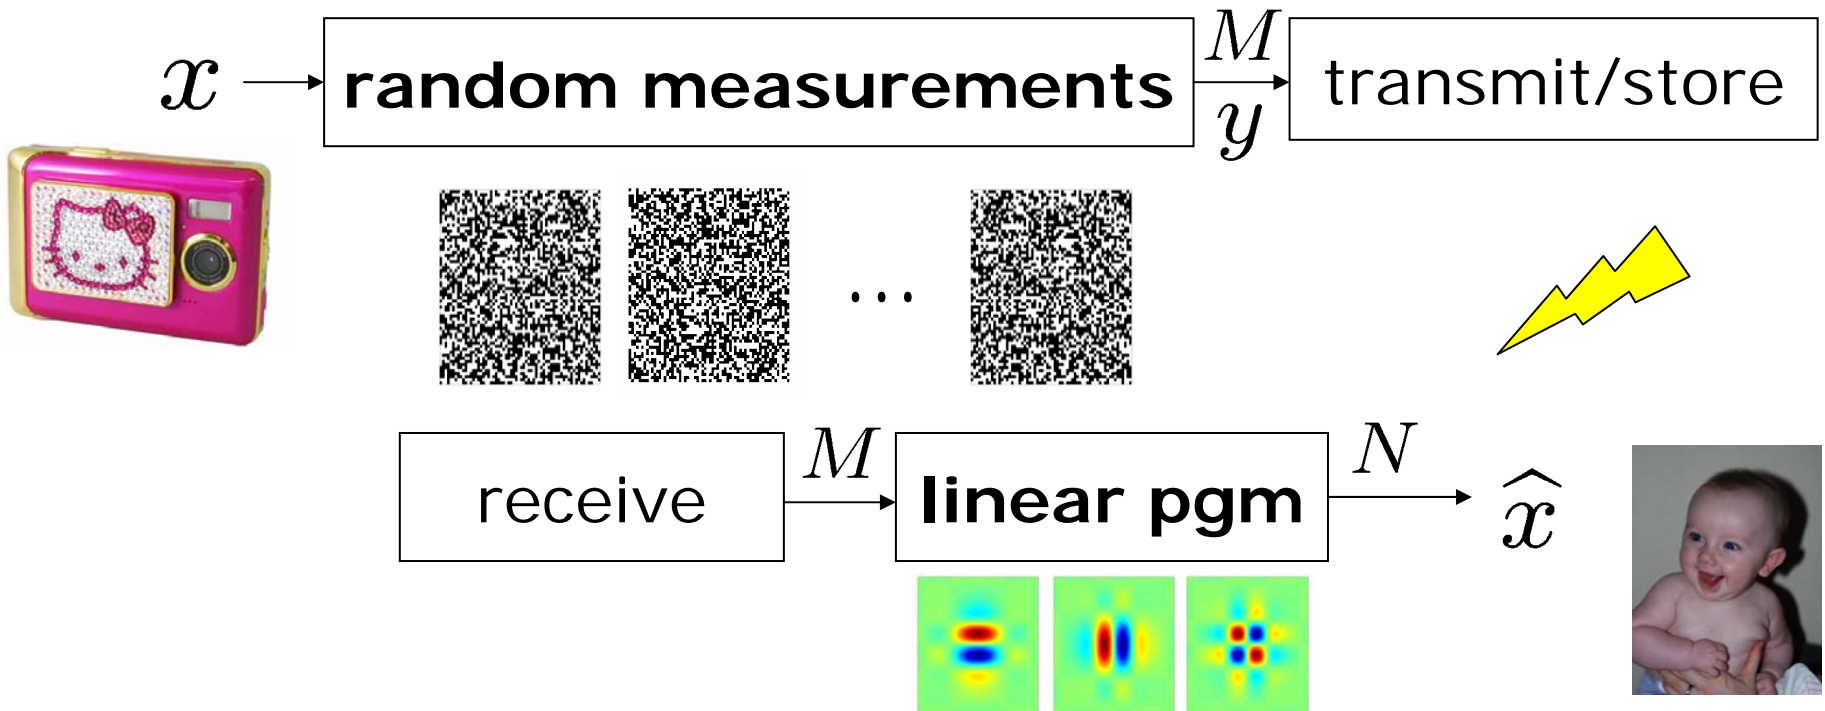 x → random measurements M y → transmit/store
...
receive M → linear pgm N → x̂